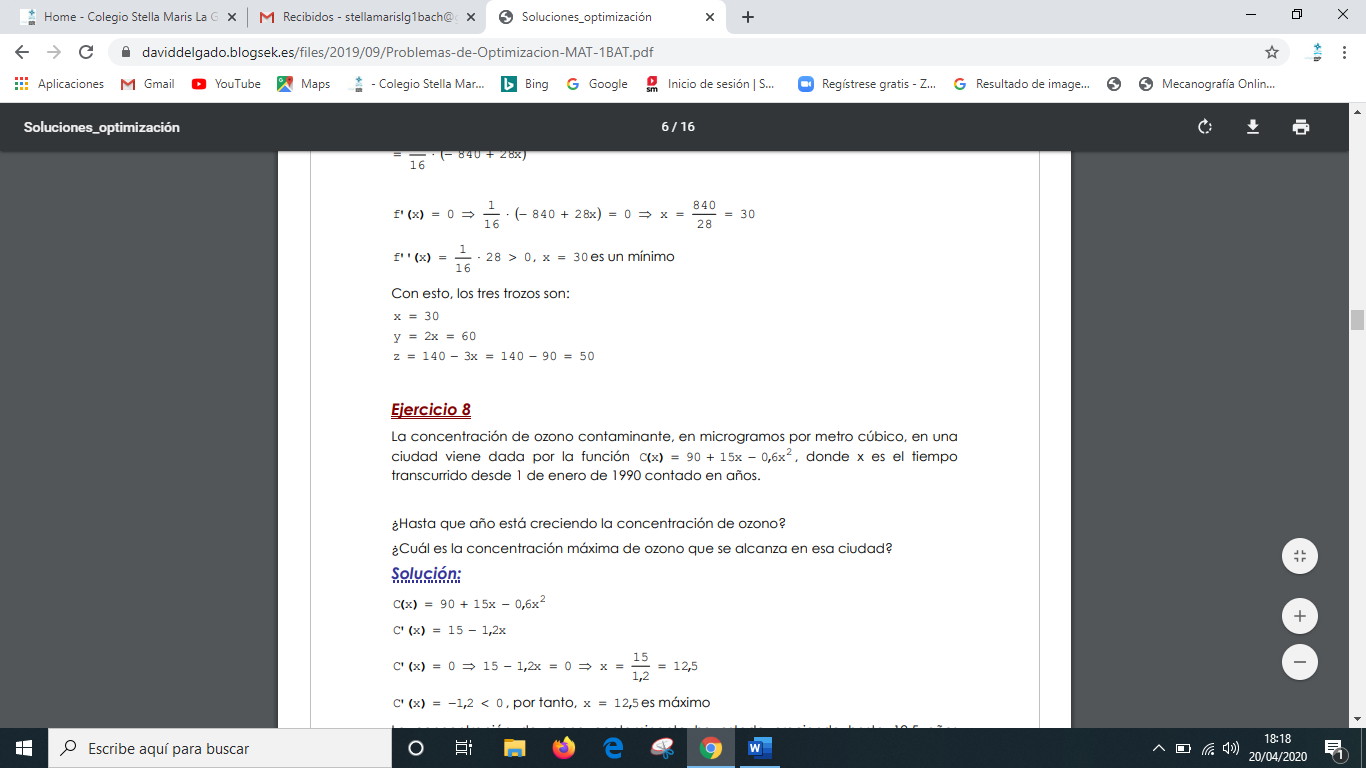 Home - Colegio Stella Maris La G
Recibidos - stellamarislg1bach@g
Soluciones_optimización
daviddelgado.blogsek.es/files/2019/09/Problemas-de-Optimizacion-MAT-1BAT.pdf
Aplicaciones Gmail YouTube Maps - Colegio Stella Mar... Bing Google Inicio de sesión | S... Regístrese gratis - Z... Resultado de image... Mecanografía Onlin...
Soluciones_optimización 6 / 16
= — 16 · (− 840 + 28x)
f'(x) = 0 ⇒ 1/16 · (− 840 + 28x) = 0 ⇒ x = 840/28 = 30
f''(x) = 1/16 · 28 > 0, x = 30 es un mínimo
Con esto, los tres trozos son:
x = 30
y = 2x = 60
z = 140 − 3x = 140 − 90 = 50
Ejercicio 8
La concentración de ozono contaminante, en microgramos por metro cúbico, en una
ciudad viene dada por la función C(x) = 90 + 15x − 0,6x², donde x es el tiempo
transcurrido desde 1 de enero de 1990 contado en años.
¿Hasta que año está creciendo la concentración de ozono?
¿Cuál es la concentración máxima de ozono que se alcanza en esa ciudad?
Solución:
C(x) = 90 + 15x − 0,6x²
C'(x) = 15 − 1,2x
C'(x) = 0 ⇒ 15 − 1,2x = 0 ⇒ x = 15/1,2 = 12,5
C'(x) = −1,2 < 0, por tanto, x = 12,5 es máximo
Escribe aquí para buscar
18:18
20/04/2020
1